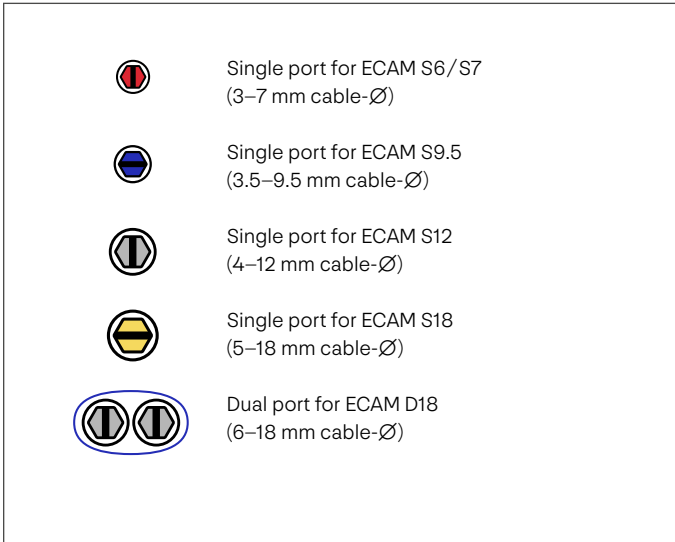 Single port for ECAM S6/S7
(3–7 mm cable-Ø)
Single port for ECAM S9.5
(3.5–9.5 mm cable-Ø)
Single port for ECAM S12
(4–12 mm cable-Ø)
Single port for ECAM S18
(5–18 mm cable-Ø)
Dual port for ECAM D18
(6–18 mm cable-Ø)